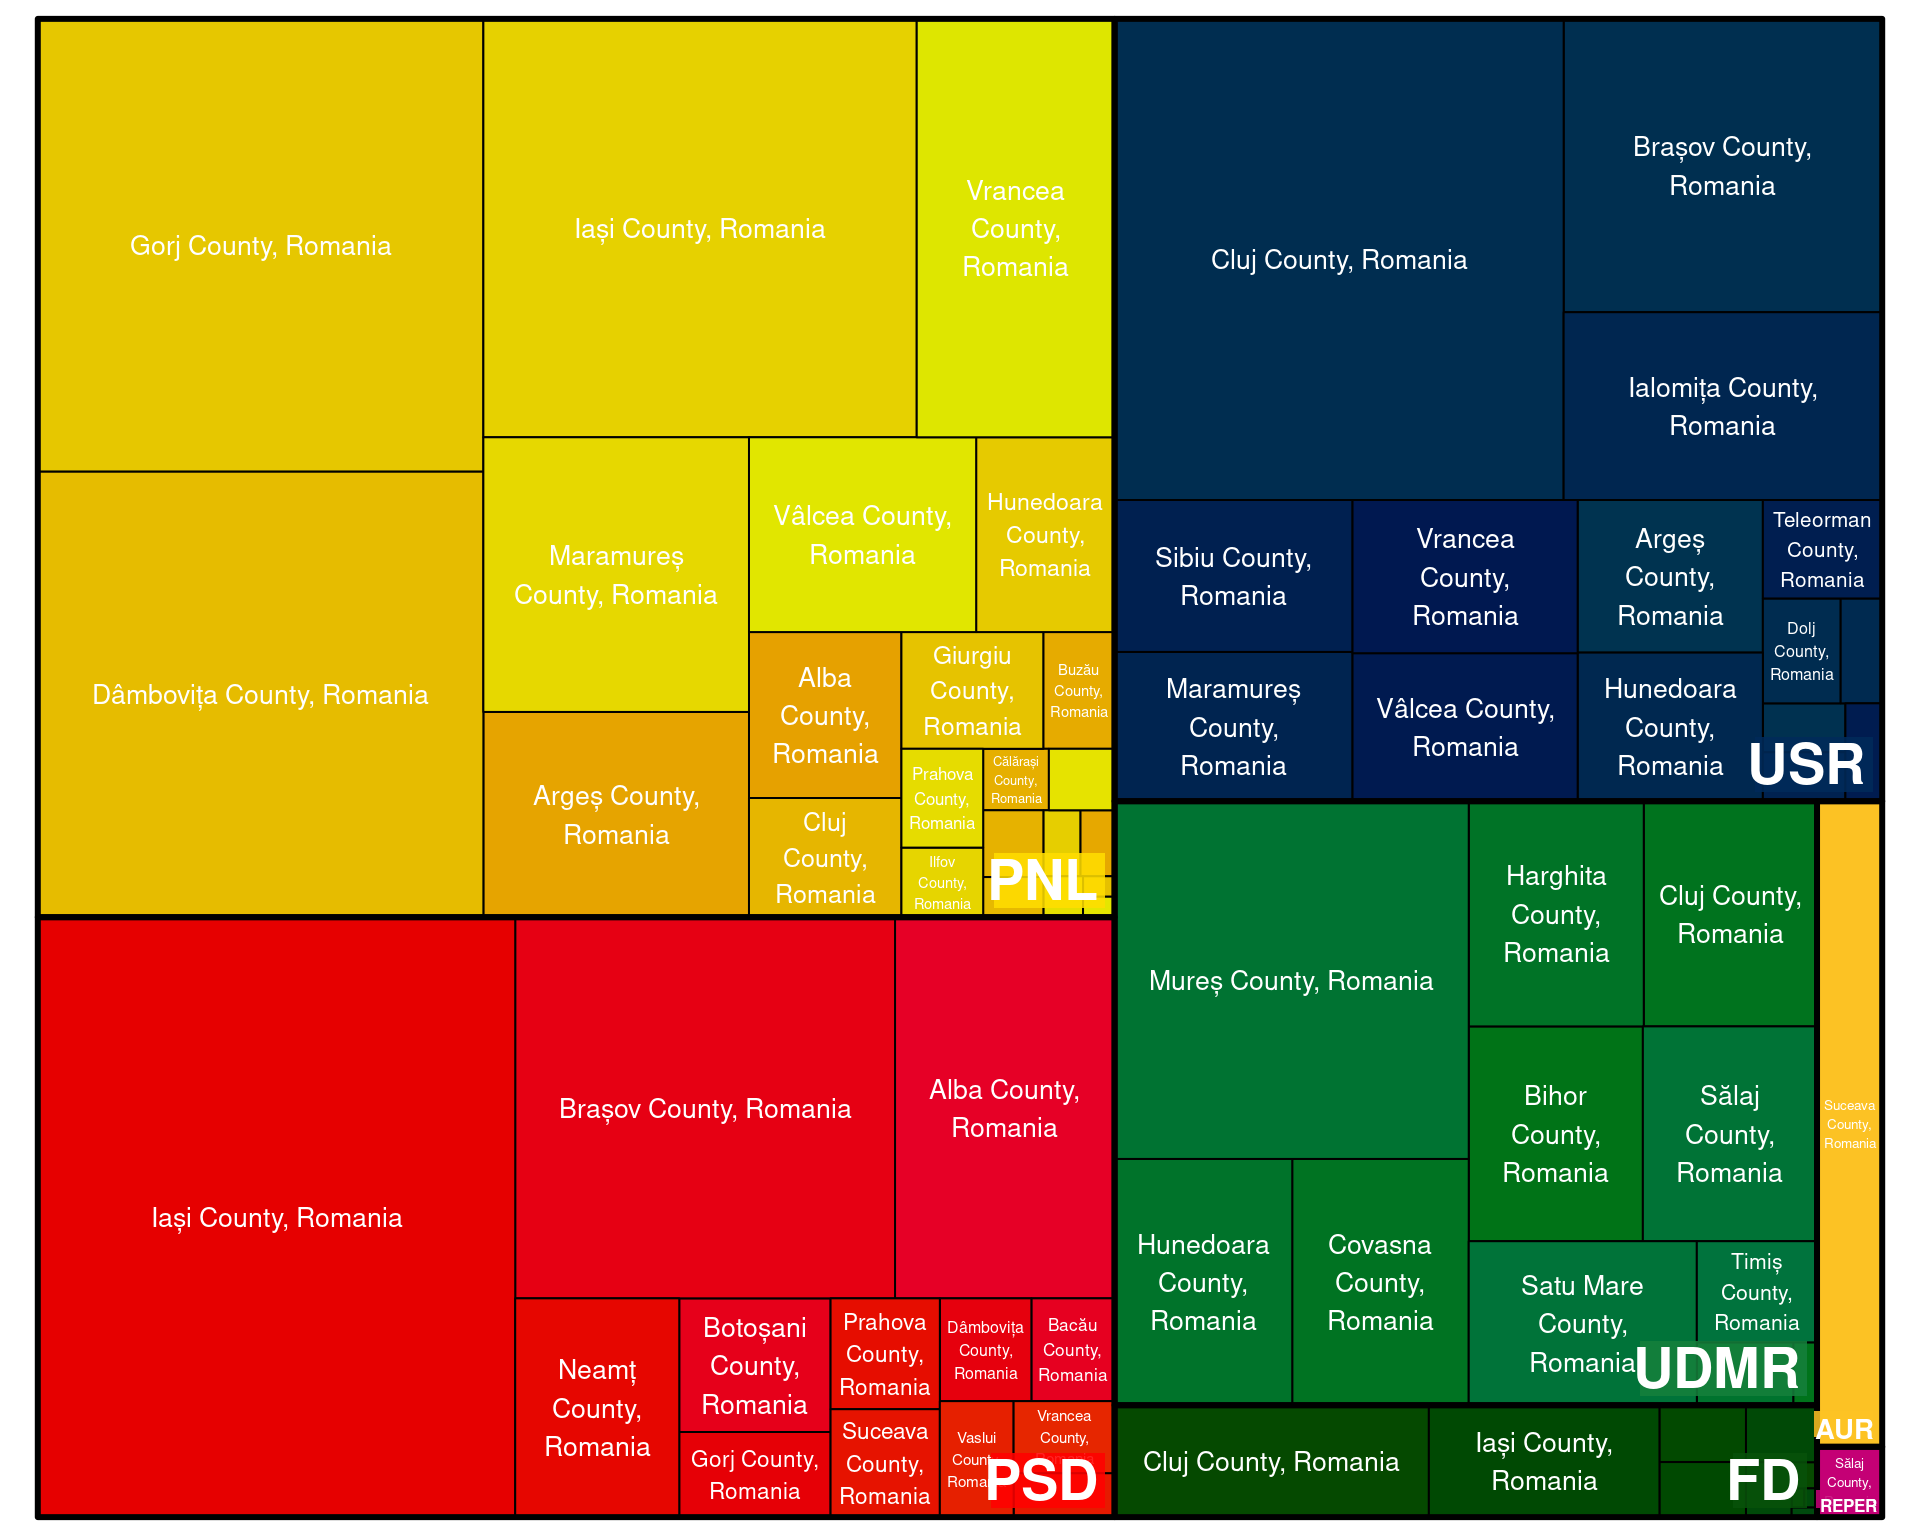 Gorj County, Romania
Iași County, Romania
Vrancea
County,
Romania
Dâmbovița County, Romania
Maramureș
County, Romania
Vâlcea County,
Romania
Hunedoara
County,
Romania
Argeș County,
Romania
Alba
County,
Romania
Cluj
County,
Romania
Giurgiu
County,
Romania
Buzău
County,
Romania
Prahova
County,
Romania
Călărași
County,
Romania
Ilfov
County,
Romania
PNL
Cluj County, Romania
Brașov County,
Romania
Ialomița County,
Romania
Sibiu County,
Romania
Vrancea
County,
Romania
Argeș
County,
Romania
Teleorman
County,
Romania
Dolj
County,
Romania
Maramureș
County,
Romania
Vâlcea County,
Romania
Hunedoara
County,
Romania
USR
Iași County, Romania
Brașov County, Romania
Alba County,
Romania
Neamț
County,
Romania
Botoșani
County,
Romania
Gorj County,
Romania
Prahova
County,
Romania
Suceava
County,
Romania
Dâmbovița
County,
Romania
Bacău
County,
Romania
Vaslui
Vrancea
County,
PSD
Mureș County, Romania
Harghita
County,
Romania
Cluj County,
Romania
Bihor
County,
Romania
Sălaj
County,
Romania
Hunedoara
County,
Romania
Covasna
County,
Romania
Satu Mare
County,
Romania
Timiș
County,
Romania
UDMR
Suceava
County,
Romania
AUR
Cluj County, Romania
Iași County,
Romania
FD
Sălaj
County,
REPER